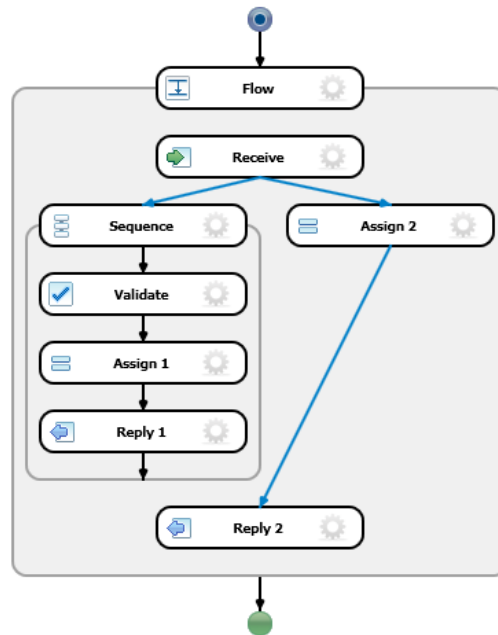 Flow
Receive
Sequence
Assign 2
Validate
Assign 1
Reply 1
Reply 2